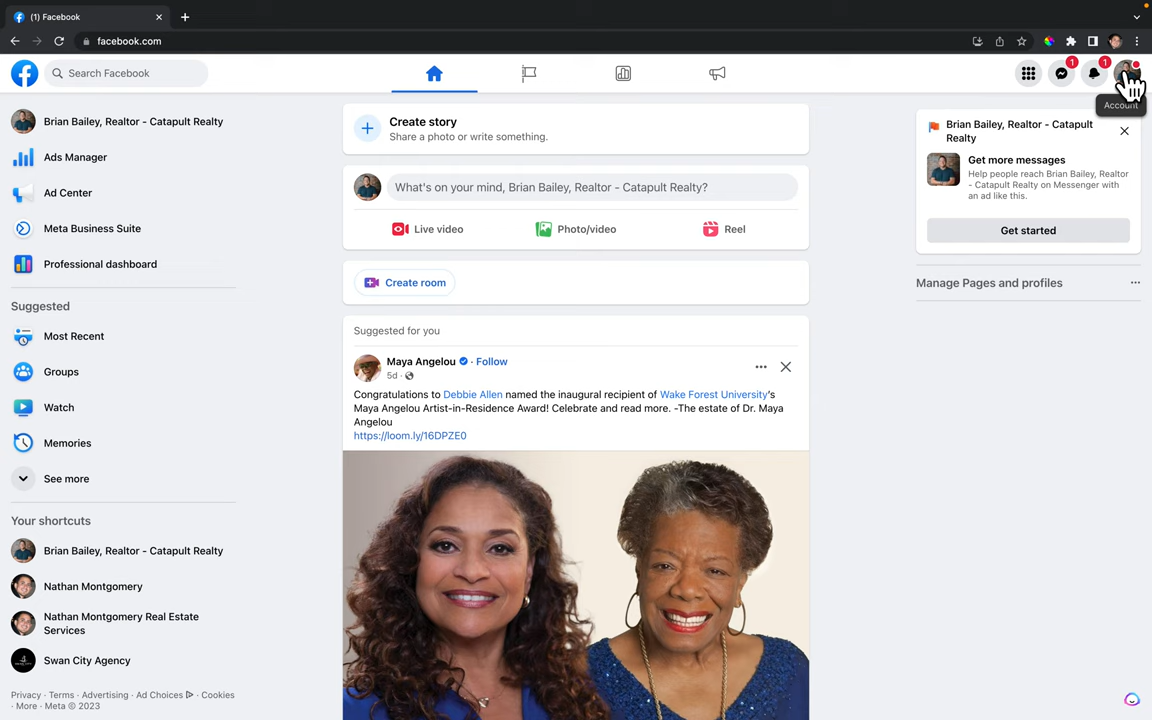 (1) Facebook
facebook.com
Search Facebook
1
1
Account
Brian Bailey, Realtor - Catapult Realty
Ads Manager
Ad Center
Meta Business Suite
Professional dashboard
Suggested
Most Recent
Groups
Watch
Memories
See more
Your shortcuts
Brian Bailey, Realtor - Catapult Realty
Nathan Montgomery
Nathan Montgomery Real Estate
Services
Swan City Agency
Privacy · Terms · Advertising · Ad Choices · Cookies
· More · Meta © 2023
Create story
Share a photo or write something.
What's on your mind, Brian Bailey, Realtor - Catapult Realty?
Live video
Photo/video
Reel
Create room
Suggested for you
Maya Angelou · Follow
5d ·
Congratulations to Debbie Allen named the inaugural recipient of Wake Forest University's
Maya Angelou Artist-in-Residence Award! Celebrate and read more. -The estate of Dr. Maya
Angelou
https://loom.ly/16DPZE0
Brian Bailey, Realtor - Catapult
Realty
Get more messages
Help people reach Brian Bailey, Realtor
- Catapult Realty on Messenger with
an ad like this.
Get started
Manage Pages and profiles